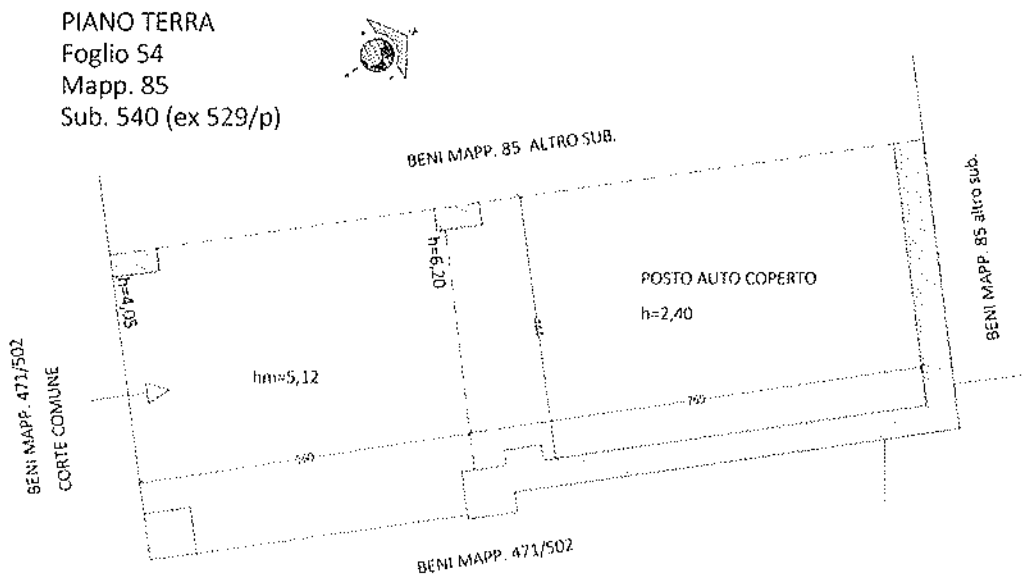 PIANO TERRA
Foglio 54
Mapp. 85
Sub. 540 (ex 529/p)
BENI MAPP. 85 ALTRO SUB.
h=4,05
h=6,20
POSTO AUTO COPERTO
h=2,40
BENI MAPP. 85 altro sub.
hm=5,12
BENI MAPP. 471/502
CORTE COMUNE
560
BENI MAPP. 471/502